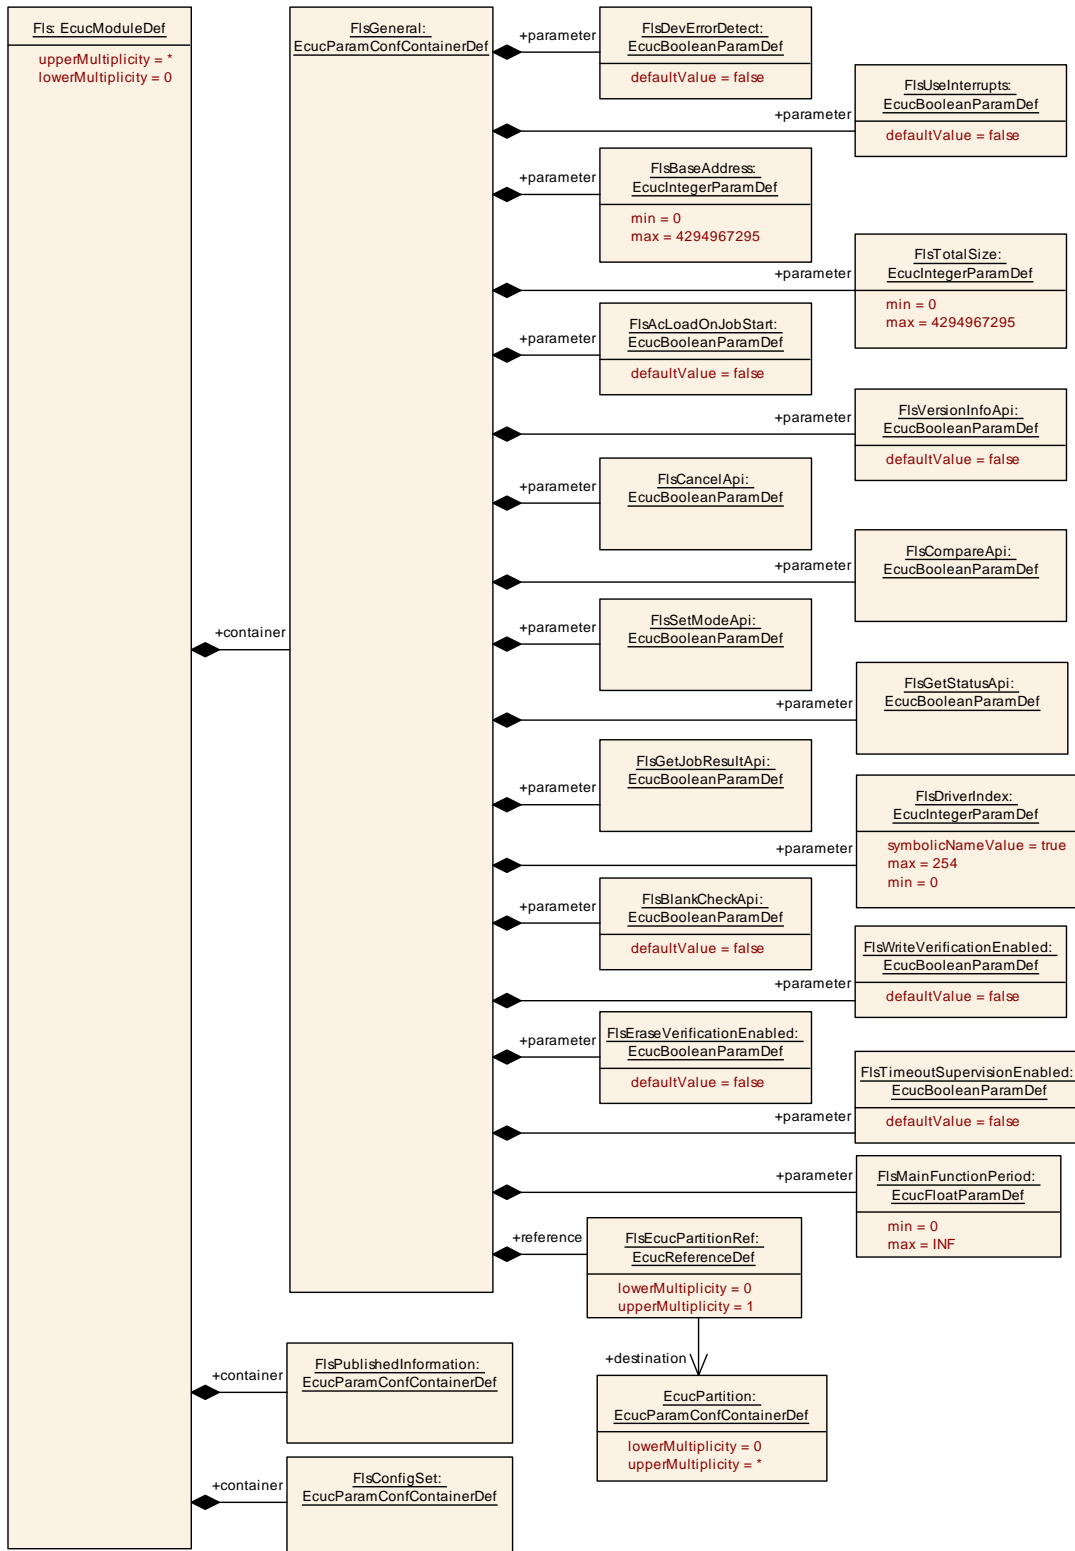 Fls: EcucModuleDef
upperMultiplicity = *
lowerMultiplicity = 0
FlsGeneral:
EcucParamConfContainerDef
+parameter
FlsDevErrorDetect:
EcucBooleanParamDef
defaultValue = false
+parameter
FlsUseInterrupts:
EcucBooleanParamDef
defaultValue = false
+parameter
FlsBaseAddress:
EcucIntegerParamDef
min = 0
max = 4294967295
+parameter
FlsTotalSize:
EcucIntegerParamDef
min = 0
max = 4294967295
+parameter
FlsAcLoadOnJobStart:
EcucBooleanParamDef
defaultValue = false
+parameter
FlsVersionInfoApi:
EcucBooleanParamDef
defaultValue = false
+parameter
FlsCancelApi:
EcucBooleanParamDef
+parameter
FlsCompareApi:
EcucBooleanParamDef
+container
+parameter
FlsSetModeApi:
EcucBooleanParamDef
+parameter
FlsGetStatusApi:
EcucBooleanParamDef
+parameter
FlsGetJobResultApi:
EcucBooleanParamDef
+parameter
FlsDriverIndex:
EcucIntegerParamDef
symbolicNameValue = true
max = 254
min = 0
+parameter
FlsBlankCheckApi:
EcucBooleanParamDef
defaultValue = false
+parameter
FlsWriteVerificationEnabled:
EcucBooleanParamDef
defaultValue = false
+parameter
FlsEraseVerificationEnabled:
EcucBooleanParamDef
defaultValue = false
+parameter
FlsTimeoutSupervisionEnabled:
EcucBooleanParamDef
defaultValue = false
+parameter
FlsMainFunctionPeriod:
EcucFloatParamDef
min = 0
max = INF
+reference
FlsEcucPartitionRef:
EcucReferenceDef
lowerMultiplicity = 0
upperMultiplicity = 1
+destination
EcucPartition:
EcucParamConfContainerDef
lowerMultiplicity = 0
upperMultiplicity = *
+container
FlsPublishedInformation:
EcucParamConfContainerDef
+container
FlsConfigSet:
EcucParamConfContainerDef